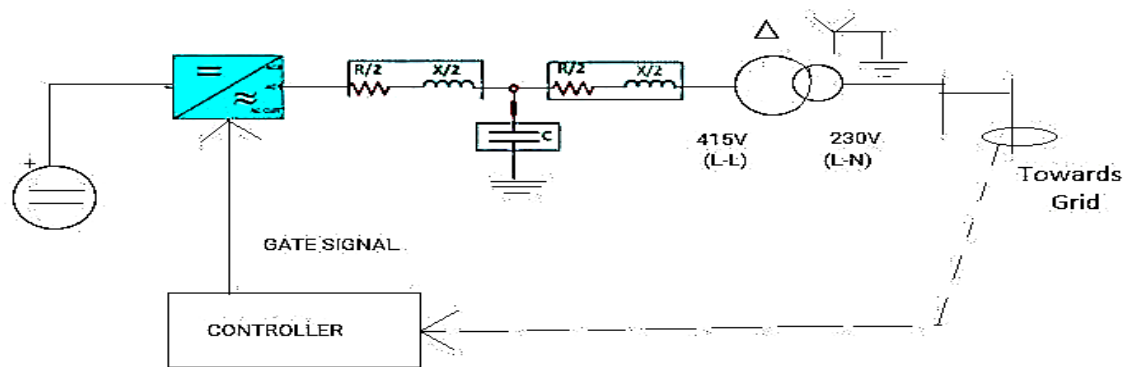 R/2 X/2
R/2 X/2
C
Δ
415V
(L-L)
230V
(L-N)
+
Towards
Grid
GATE SIGNAL
CONTROLLER